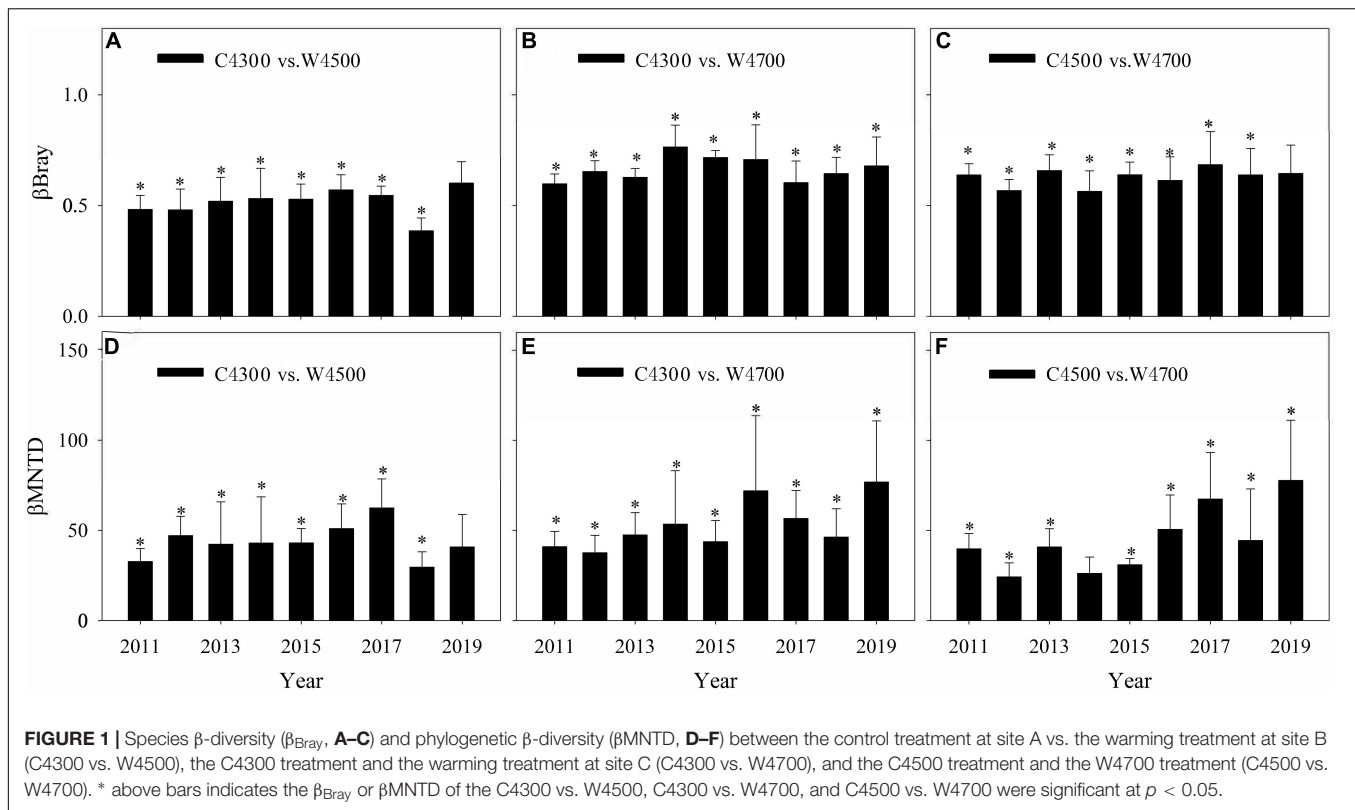 A
C4300 vs.W4500
B
C4300 vs. W4700
C
C4500 vs.W4700
1.0
0.5
0.0
βBray
* * * * * * * *
* * * * * * * * *
* * * * * * * *
D
C4300 vs. W4500
E
C4300 vs. W4700
F
C4500 vs.W4700
150
100
50
0
βMNTD
* * * * * * * *
* * * * * * * * *
* * * * * * * *
2011 2013 2015 2017 2019
2011 2013 2015 2017 2019
2011 2013 2015 2017 2019
Year
Year
Year
FIGURE 1 | Species β-diversity (βBray, A–C) and phylogenetic β-diversity (βMNTD, D–F) between the control treatment at site A vs. the warming treatment at site B
(C4300 vs. W4500), the C4300 treatment and the warming treatment at site C (C4300 vs. W4700), and the C4500 treatment and the W4700 treatment (C4500 vs.
W4700). * above bars indicates the βBray or βMNTD of the C4300 vs. W4500, C4300 vs. W4700, and C4500 vs. W4700 were significant at p < 0.05.